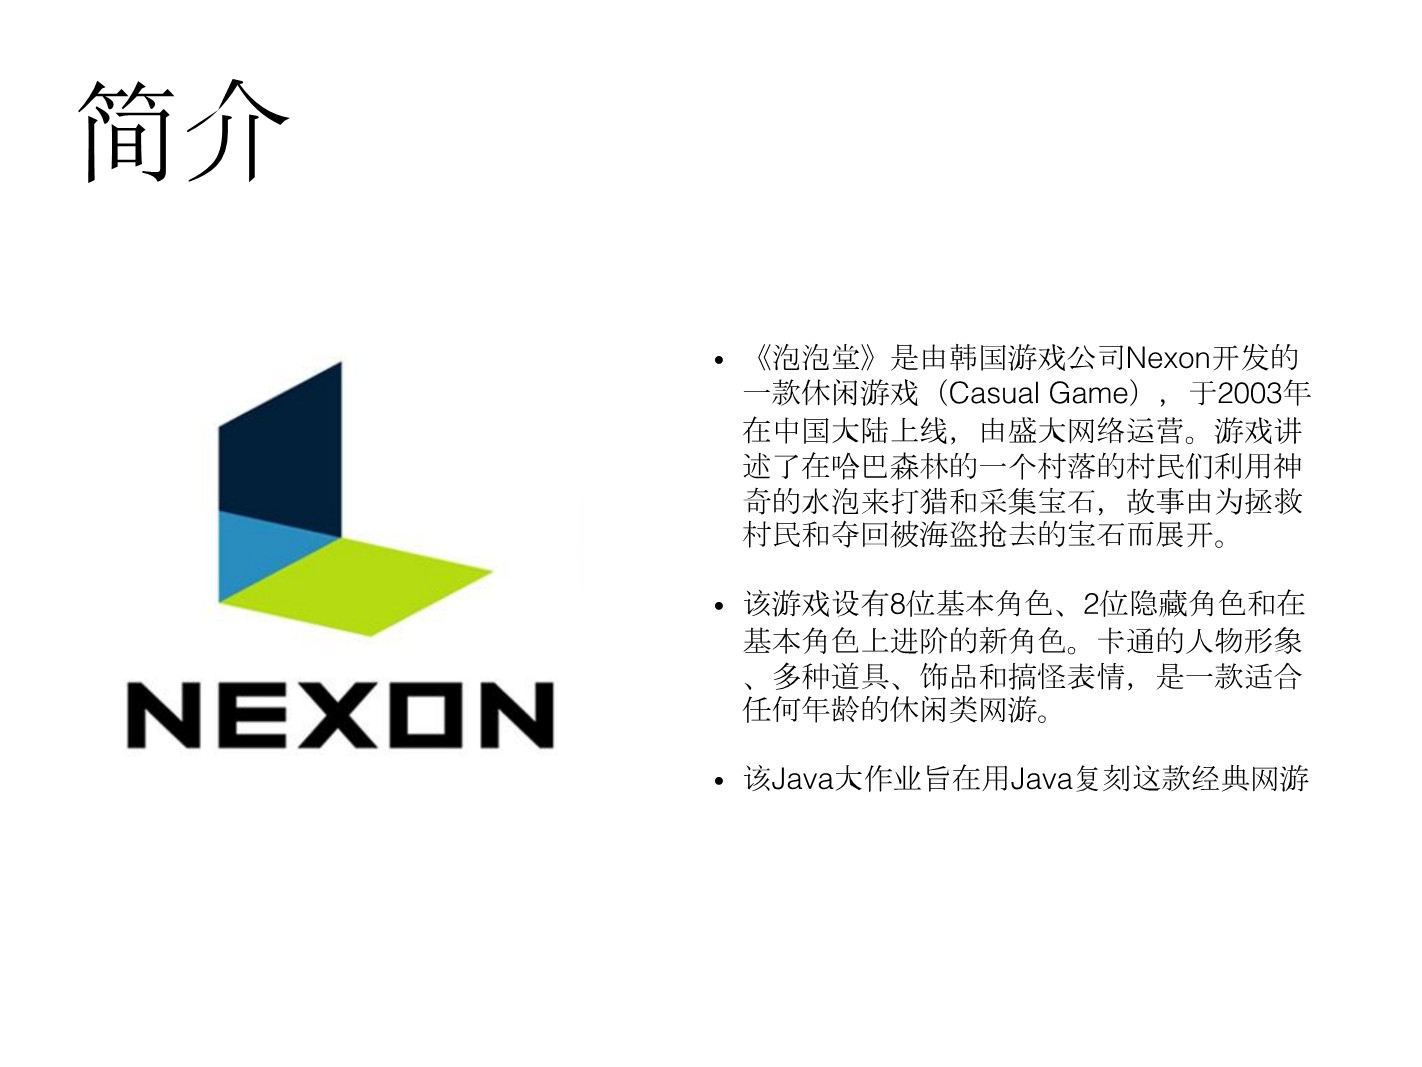 简介
NEXON
• 《泡泡堂》是由韩国游戏公司Nexon开发的
一款休闲游戏（Casual Game），于2003年
在中国大陆上线，由盛大网络运营。游戏讲
述了在哈巴森林的一个村落的村民们利用神
奇的水泡来打猎和采集宝石，故事由为拯救
村民和夺回被海盗抢去的宝石而展开。
• 该游戏设有8位基本角色、2位隐藏角色和在
基本角色上进阶的新角色。卡通的人物形象
、多种道具、饰品和搞怪表情，是一款适合
任何年龄的休闲类网游。
• 该Java大作业旨在用Java复刻这款经典网游